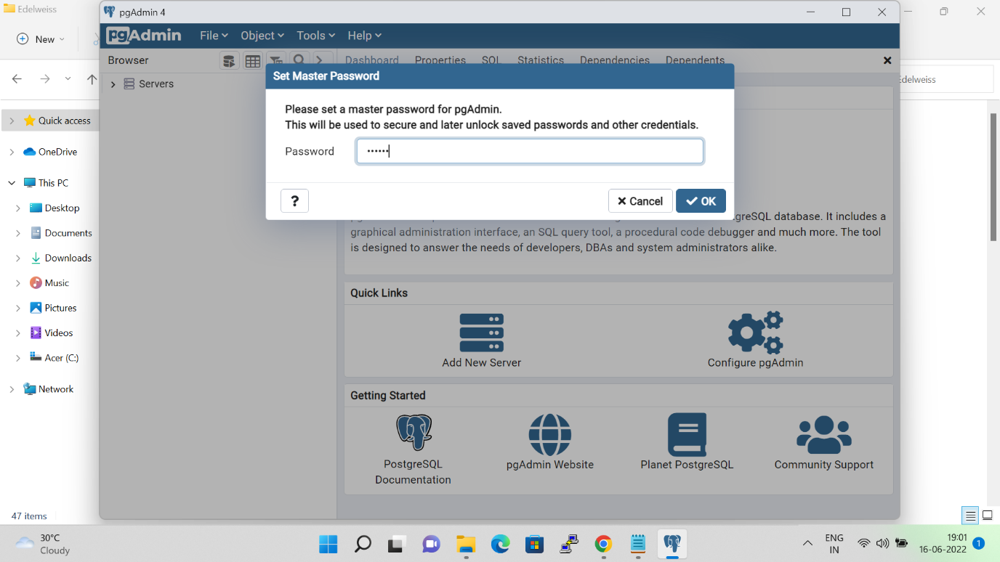 Edelweiss
New
Quick access
OneDrive
This PC
Desktop
Documents
Downloads
Music
Pictures
Videos
Acer (C:)
Network
47 items
pgAdmin 4
pgAdmin
File Object Tools Help
Browser
Servers
Dashboard Properties SQL Statistics Dependencies Dependents
Set Master Password
Please set a master password for pgAdmin.
This will be used to secure and later unlock saved passwords and other credentials.
Password ••••••
? Cancel OK
greSQL database. It includes a
graphical administration interface, an SQL query tool, a procedural code debugger and much more. The tool
is designed to answer the needs of developers, DBAs and system administrators alike.
Quick Links
Add New Server
Configure pgAdmin
Getting Started
PostgreSQL
Documentation
pgAdmin Website
Planet PostgreSQL
Community Support
delweiss
30°C
Cloudy
ENG
IN
19:01
16-06-2022
1